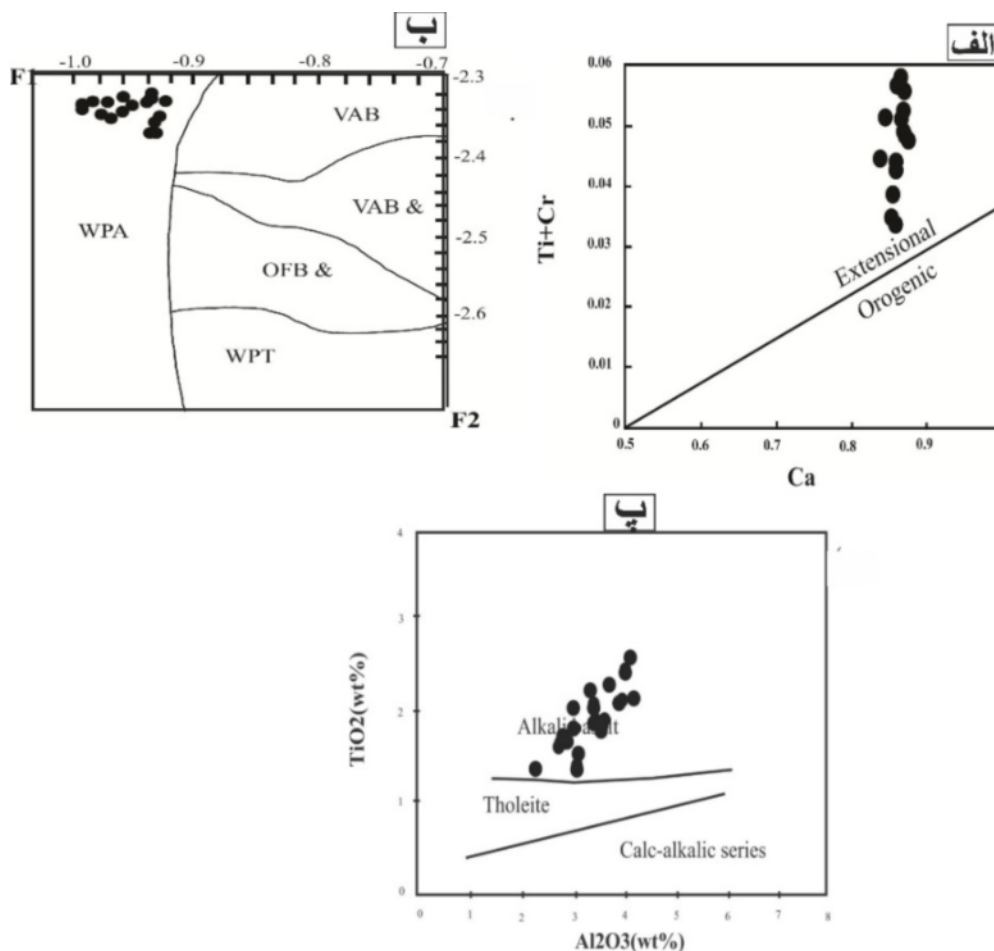 ب
F1
-1.0
-0.9
-0.8
-0.7
-2.3
-2.4
-2.5
-2.6
VAB
VAB &
WPA
OFB &
WPT
F2
الف
Ti+Cr
0.06
0.05
0.04
0.03
0.02
0.01
0
Extensional
Orogenic
0.5
0.6
0.7
0.8
0.9
Ca
پ
TiO2(wt%)
4
3
2
1
0
Tholeite
Calc-alkalic series
0
1
2
3
4
5
6
7
8
Al2O3(wt%)